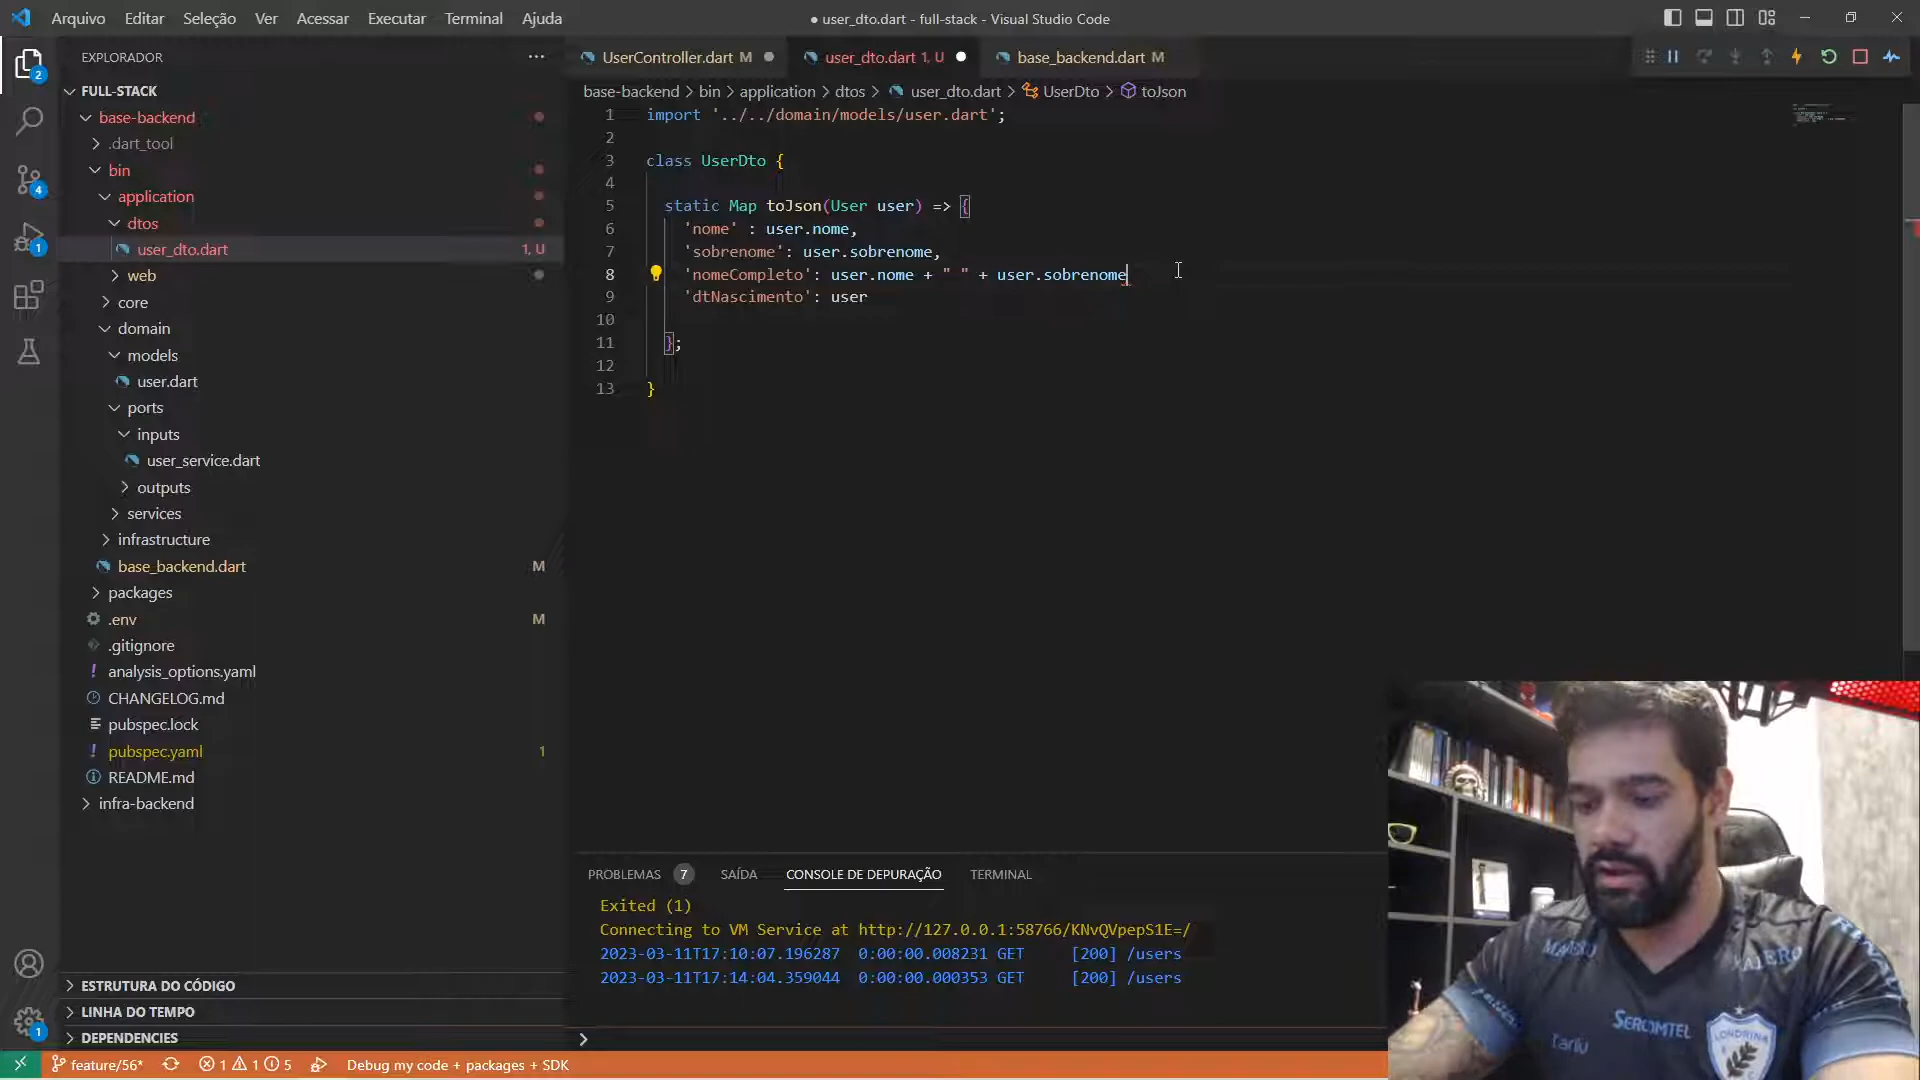 Arquivo Editar Seleção Ver Acessar Executar Terminal Ajuda
● user_dto.dart - full-stack - Visual Studio Code
EXPLORADOR
UserController.dart M
user_dto.dart 1, U
base_backend.dart M
base-backend > bin > application > dtos > user_dto.dart > UserDto > toJson
FULL-STACK
base-backend
.dart_tool
bin
application
dtos
user_dto.dart 1, U
web
core
domain
models
user.dart
ports
inputs
user_service.dart
outputs
services
infrastructure
base_backend.dart M
packages
.env M
.gitignore
analysis_options.yaml
CHANGELOG.md
pubspec.lock
pubspec.yaml 1
README.md
infra-backend
ESTRUTURA DO CÓDIGO
LINHA DO TEMPO
DEPENDENCIES
2
4
1
1
1 import '../../domain/models/user.dart';
2
3 class UserDto {
4
5 static Map toJson(User user) => {
6 'nome' : user.nome,
7 'sobrenome': user.sobrenome,
8 'nomeCompleto': user.nome + " " + user.sobrenome
9 'dtNascimento': user
10
11 };
12
13 }
PROBLEMAS 7 SAÍDA CONSOLE DE DEPURAÇÃO TERMINAL
Exited (1)
Connecting to VM Service at http://127.0.0.1:58766/KNvQVpepS1E=/
2023-03-11T17:10:07.196287 0:00:00.008231 GET [200] /users
2023-03-11T17:14:04.359044 0:00:00.000353 GET [200] /users
feature/56* 1 1 5 Debug my code + packages + SDK
SERCOMTEL
LONDRINA